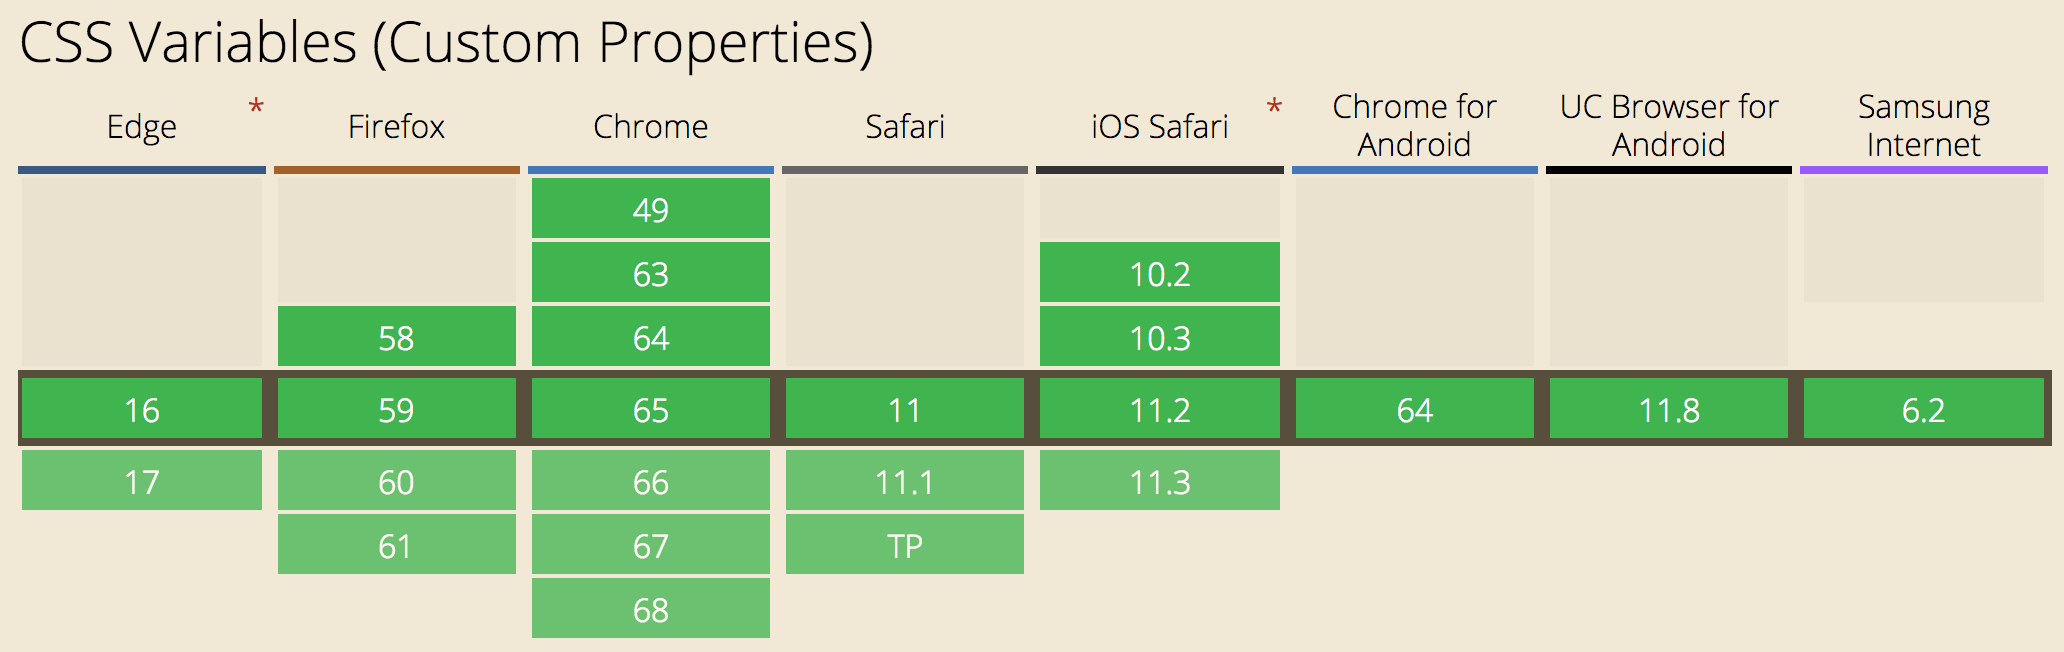 CSS Variables (Custom Properties)
Edge * Firefox Chrome Safari iOS Safari * Chrome for Android UC Browser for Android Samsung Internet
49
63 10.2
58 64 10.3
16 59 65 11 11.2 64 11.8 6.2
17 60 66 11.1 11.3
61 67 TP
68